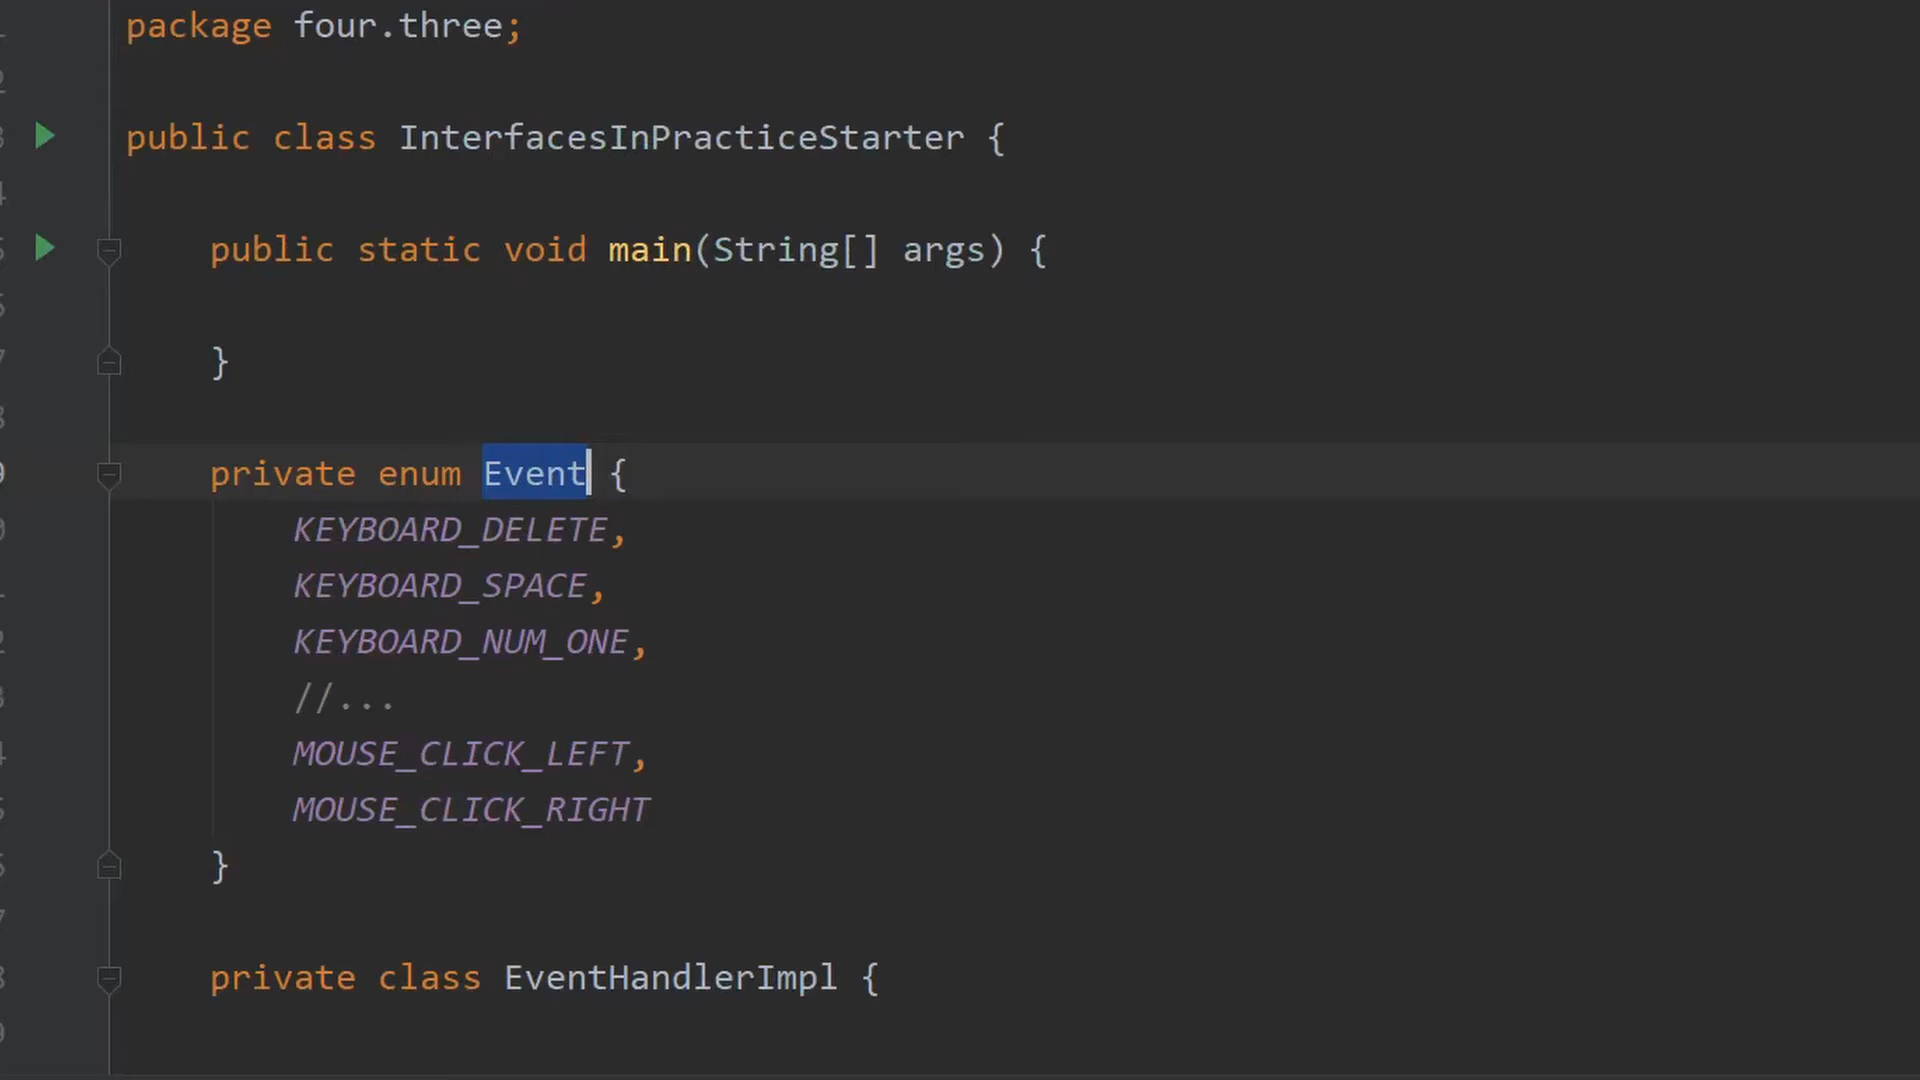 package four.three;
public class InterfacesInPracticeStarter {
public static void main(String[] args) {
}
private enum Event {
KEYBOARD_DELETE,
KEYBOARD_SPACE,
KEYBOARD_NUM_ONE,
//...
MOUSE_CLICK_LEFT,
MOUSE_CLICK_RIGHT
}
private class EventHandlerImpl {